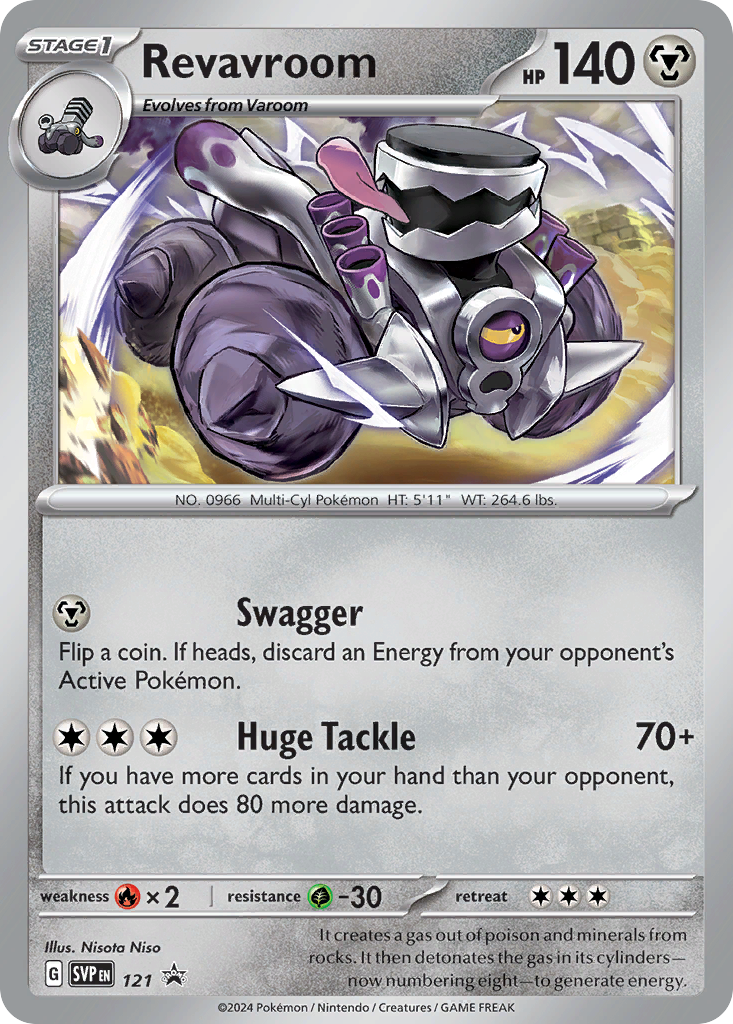 STAGE1
Revavroom
HP 140
Evolves from Varoom
NO. 0966 Multi-Cyl Pokémon HT: 5'11" WT: 264.6 lbs.
Swagger
Flip a coin. If heads, discard an Energy from your opponent's
Active Pokémon.
Huge Tackle 70+
If you have more cards in your hand than your opponent,
this attack does 80 more damage.
weakness ×2 resistance -30 retreat
Illus. Nisota Niso
It creates a gas out of poison and minerals from
rocks. It then detonates the gas in its cylinders—
now numbering eight—to generate energy.
G SVP EN 121
©2024 Pokémon / Nintendo / Creatures / GAME FREAK